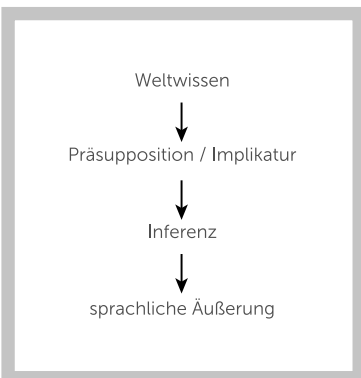 Weltwissen
Präsupposition / Implikatur
Inferenz
sprachliche Äußerung